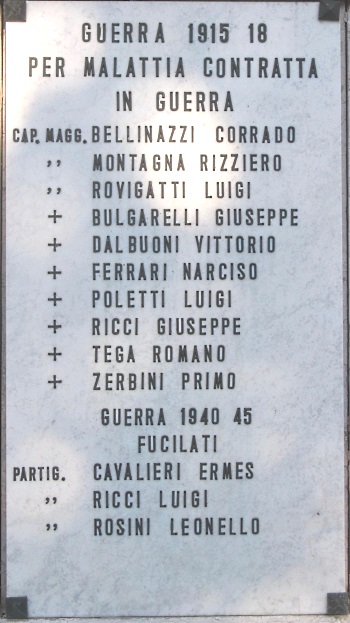 GUERRA 1915 18
PER MALATTIA CONTRATTA
IN GUERRA
CAP. MAGG. BELLINAZZI CORRADO
,, MONTAGNA RIZZIERO
,, ROVIGATTI LUIGI
+ BULGARELLI GIUSEPPE
+ DALBUONI VITTORIO
+ FERRARI NARCISO
+ POLETTI LUIGI
+ RICCI GIUSEPPE
+ TEGA ROMANO
+ ZERBINI PRIMO
GUERRA 1940 45
FUCILATI
PARTIG. CAVALIERI ERMES
,, RICCI LUIGI
,, ROSINI LEONELLO